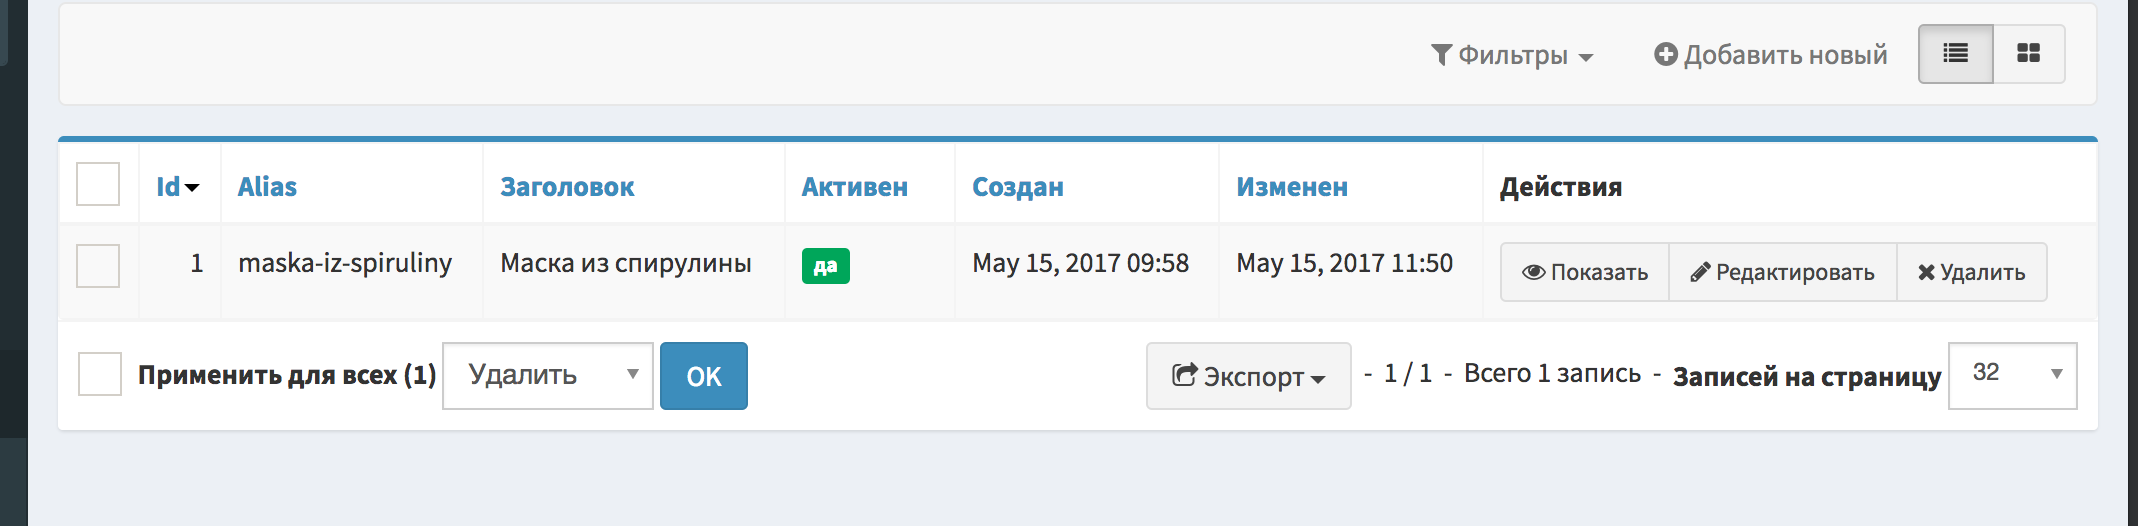 Фильтры Добавить новый
Id Alias Заголовок Активен Создан Изменен Действия
1 maska-iz-spiruliny Маска из спирулины да May 15, 2017 09:58 May 15, 2017 11:50 Показать Редактировать Удалить
Применить для всех (1) Удалить OK Экспорт - 1 / 1 - Всего 1 запись - Записей на страницу 32